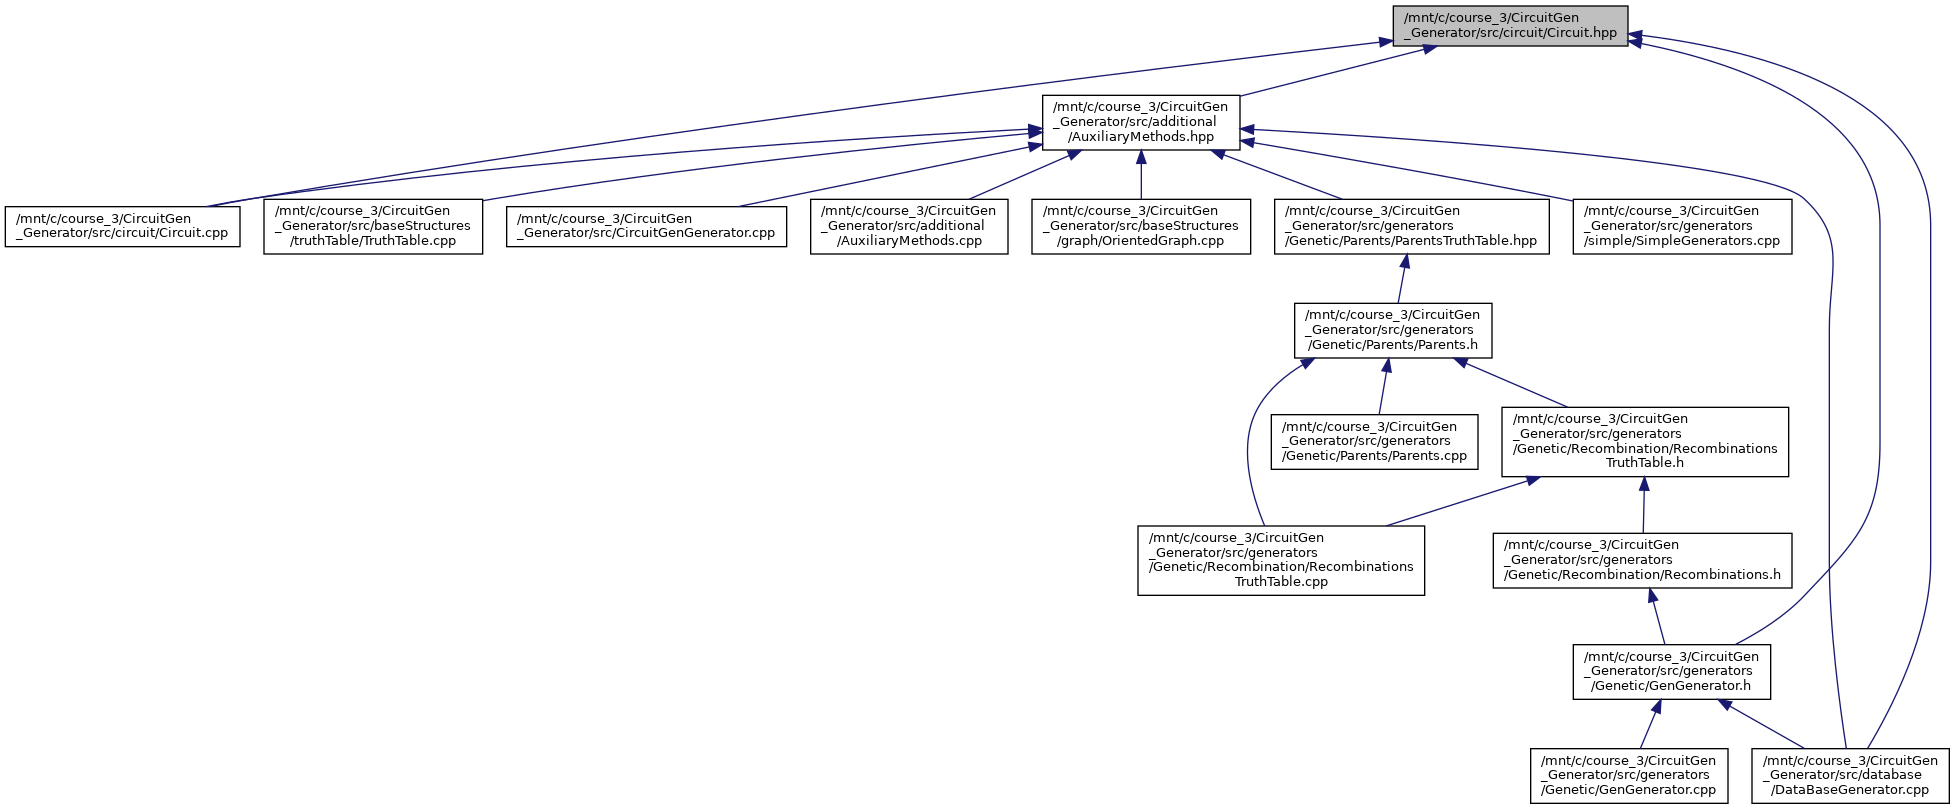 /mnt/c/course_3/CircuitGen
_Generator/src/circuit/Circuit.hpp
/mnt/c/course_3/CircuitGen
_Generator/src/additional
/AuxiliaryMethods.hpp
/mnt/c/course_3/CircuitGen
_Generator/src/circuit/Circuit.cpp
/mnt/c/course_3/CircuitGen
_Generator/src/baseStructures
/truthTable/TruthTable.cpp
/mnt/c/course_3/CircuitGen
_Generator/src/CircuitGenGenerator.cpp
/mnt/c/course_3/CircuitGen
_Generator/src/additional
/AuxiliaryMethods.cpp
/mnt/c/course_3/CircuitGen
_Generator/src/baseStructures
/graph/OrientedGraph.cpp
/mnt/c/course_3/CircuitGen
_Generator/src/generators
/Genetic/Parents/ParentsTruthTable.hpp
/mnt/c/course_3/CircuitGen
_Generator/src/generators
/simple/SimpleGenerators.cpp
/mnt/c/course_3/CircuitGen
_Generator/src/generators
/Genetic/Parents/Parents.h
/mnt/c/course_3/CircuitGen
_Generator/src/generators
/Genetic/Parents/Parents.cpp
/mnt/c/course_3/CircuitGen
_Generator/src/generators
/Genetic/Recombination/Recombinations
TruthTable.h
/mnt/c/course_3/CircuitGen
_Generator/src/generators
/Genetic/Recombination/Recombinations
TruthTable.cpp
/mnt/c/course_3/CircuitGen
_Generator/src/generators
/Genetic/Recombination/Recombinations.h
/mnt/c/course_3/CircuitGen
_Generator/src/generators
/Genetic/GenGenerator.h
/mnt/c/course_3/CircuitGen
_Generator/src/generators
/Genetic/GenGenerator.cpp
/mnt/c/course_3/CircuitGen
_Generator/src/database
/DataBaseGenerator.cpp